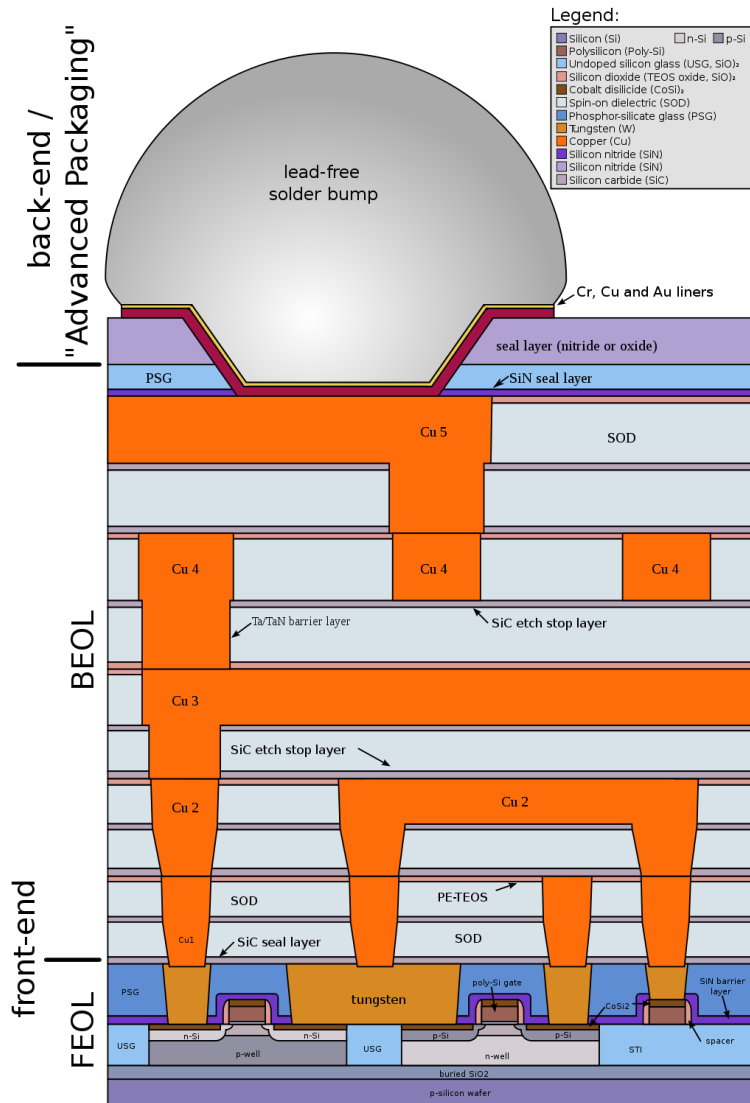 Legend:
Silicon (Si)
n-Si
p-Si
Polysilicon (Poly-Si)
Undoped silicon glass (USG, SiO)₂
Silicon dioxide (TEOS oxide, SiO)₂
Cobalt disilicide (CoSi)₂
Spin-on dielectric (SOD)
Phosphor-silicate glass (PSG)
Tungsten (W)
Copper (Cu)
Silicon nitride (SiN)
Silicon nitride (SiN)
Silicon carbide (SiC)
back-end /
"Advanced Packaging"
lead-free
solder bump
Cr, Cu and Au liners
seal layer (nitride or oxide)
PSG
SiN seal layer
Cu 5
SOD
BEOL
Cu 4
Cu 4
Cu 4
Ta/TaN barrier layer
SiC etch stop layer
Cu 3
SiC etch stop layer
Cu 2
Cu 2
front-end
SOD
PE-TEOS
Cu1
SiC seal layer
SOD
FEOL
PSG
tungsten
poly-Si gate
CoSi2
SiN barrier
layer
spacer
USG
n-Si
n-Si
p-well
USG
p-Si
p-Si
n-well
STI
buried SiO2
p-silicon wafer